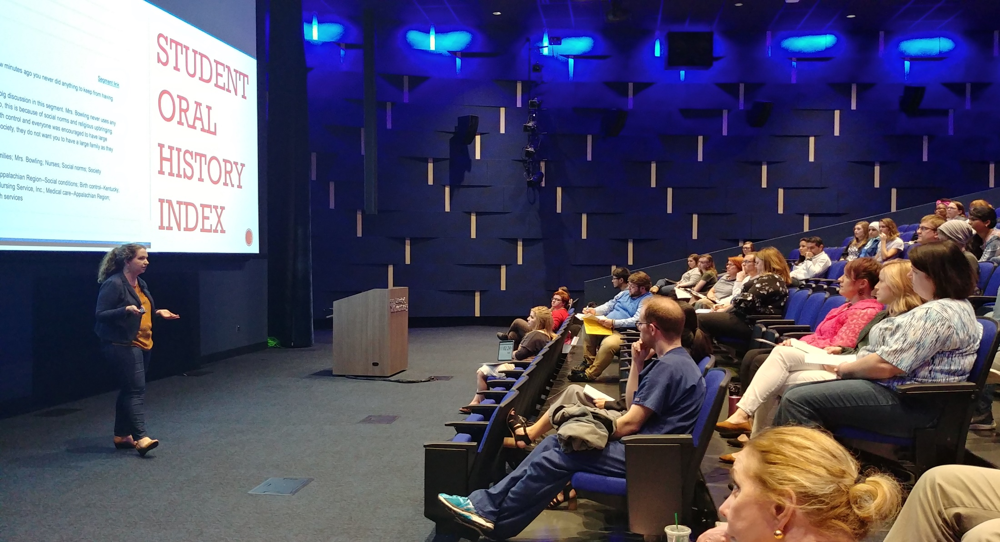 Segment link
w minutes ago you never did anything to keep from having
big discussion in this segment. Mrs. Bowling never uses any
o, this is because of social norms and religious upbringing.
th control and everyone was encouraged to have large
society, they do not want you to have a large family as they
milies; Mrs. Bowling; Nurses; Social norms; Society
Appalachian Region--Social conditions; Birth control--Kentucky;
Nursing Service, Inc.; Medical care--Appalachian Region;
h services
STUDENT
ORAL
HISTORY
INDEX
02:24